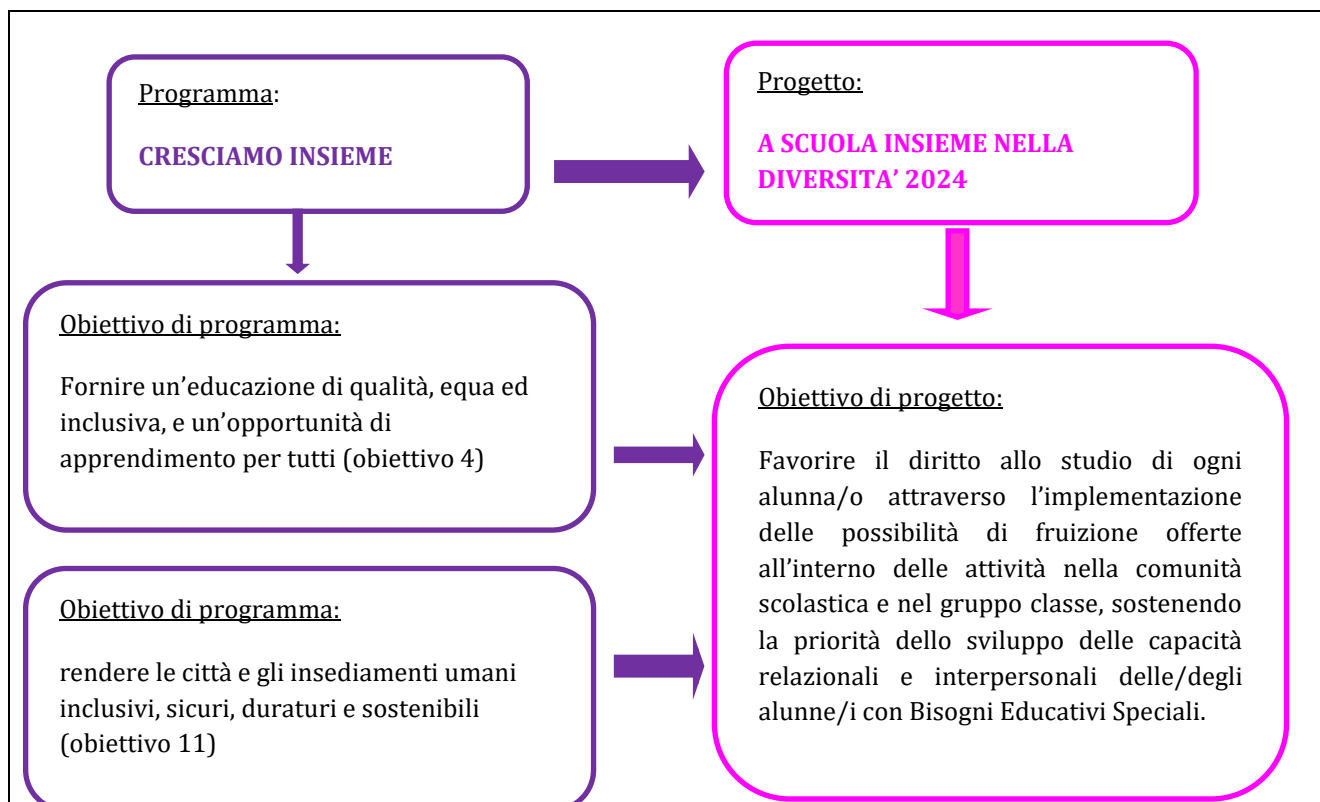 Programma:
CRESCIAMO INSIEME
Progetto:
A SCUOLA INSIEME NELLA
DIVERSITA’ 2024
Obiettivo di programma:
Fornire un’educazione di qualità, equa ed
inclusiva, e un’opportunità di
apprendimento per tutti (obiettivo 4)
Obiettivo di programma:
rendere le città e gli insediamenti umani
inclusivi, sicuri, duraturi e sostenibili
(obiettivo 11)
Obiettivo di progetto:
Favorire il diritto allo studio di ogni
alunna/o attraverso l’implementazione
delle possibilità di fruizione offerte
all’interno delle attività nella comunità
scolastica e nel gruppo classe, sostenendo
la priorità dello sviluppo delle capacità
relazionali e interpersonali delle/degli
alunne/i con Bisogni Educativi Speciali.